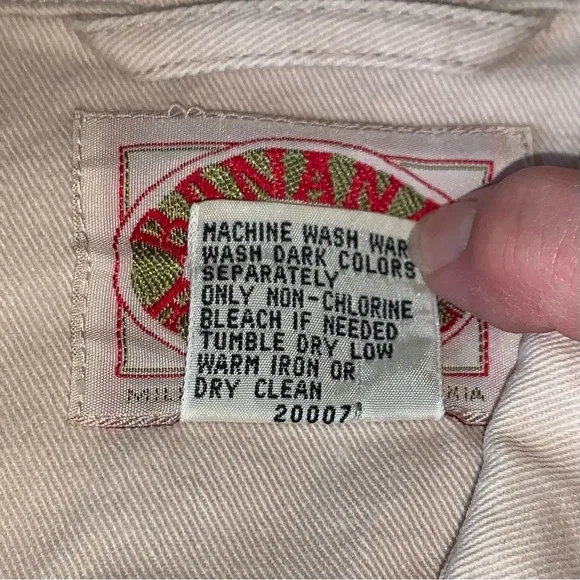 BANANA
MACHINE WASH WAR
WASH DARK COLORS
SEPARATELY
ONLY NON-CHLORINE
BLEACH IF NEEDED
TUMBLE DRY LOW
WARM IRON OR
DRY CLEAN
20007